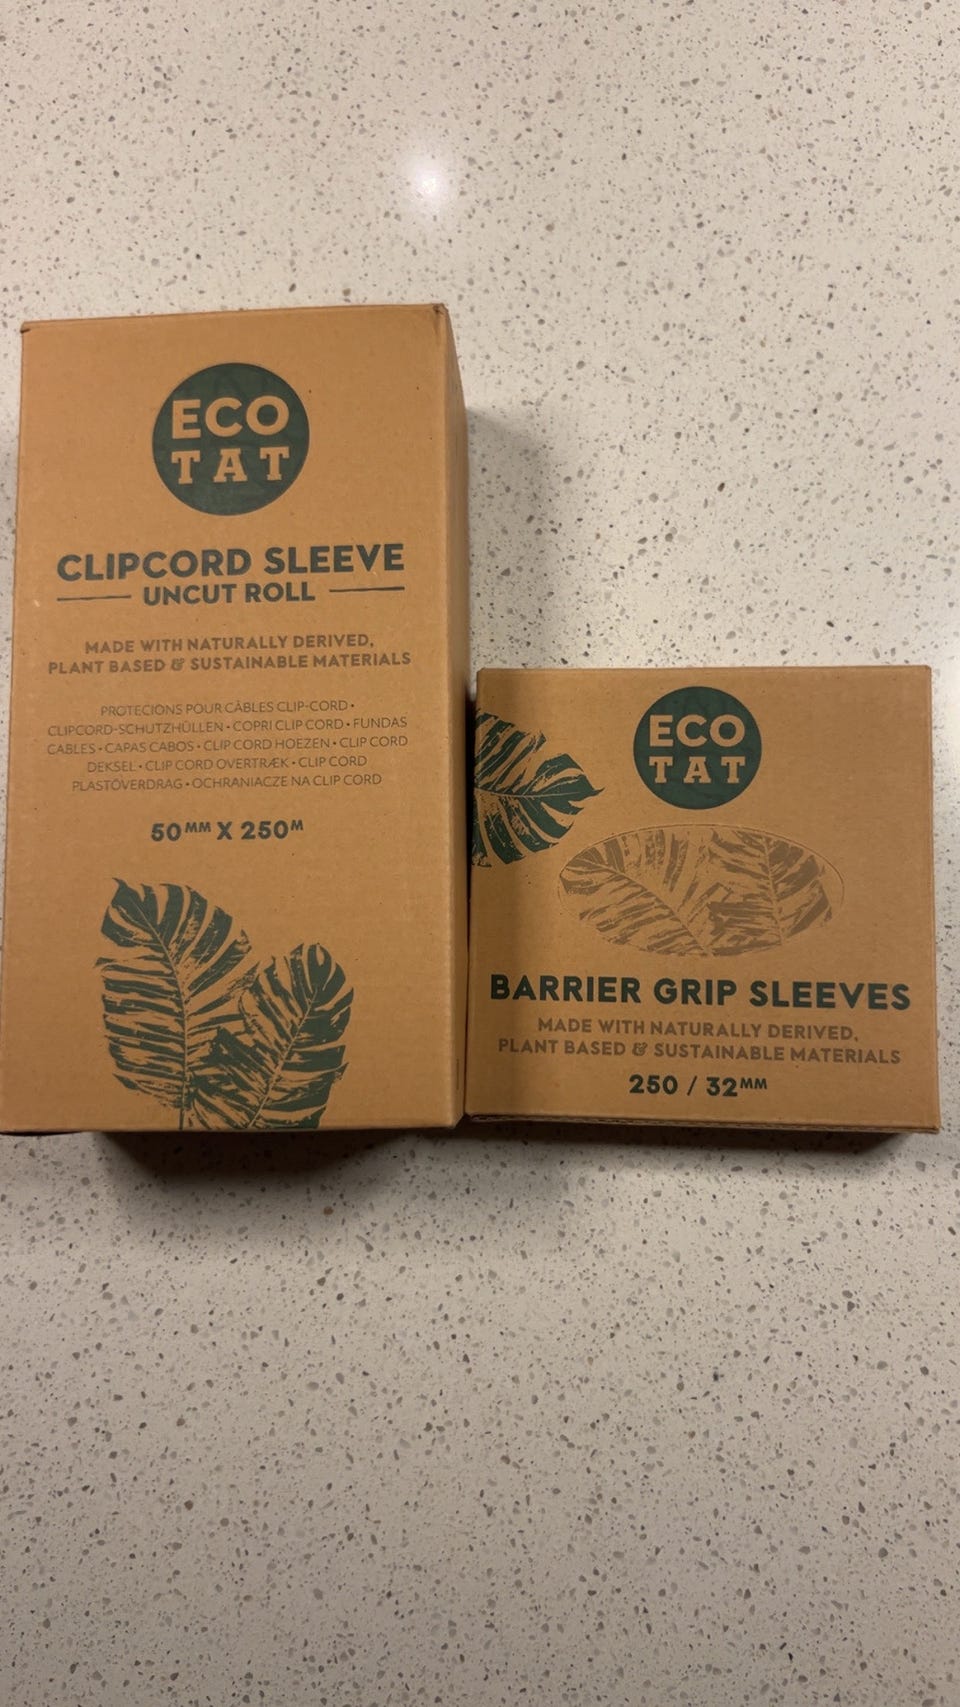 ECO
TAT
CLIPCORD SLEEVE
UNCUT ROLL
MADE WITH NATURALLY DERIVED,
PLANT BASED & SUSTAINABLE MATERIALS
PROTECIONS POUR CÂBLES CLIP-CORD •
CLIPCORD-SCHUTZHÜLLEN • COPRI CLIP CORD • FUNDAS
CABLES • CAPAS CABOS • CLIP CORD HOEZEN • CLIP CORD
DEKSEL • CLIP CORD OVERTRÆK • CLIP CORD
PLASTÖVERDRAG • OCHRANIACZE NA CLIP CORD
50MM X 250M
ECO
TAT
BARRIER GRIP SLEEVES
MADE WITH NATURALLY DERIVED,
PLANT BASED & SUSTAINABLE MATERIALS
250 / 32MM